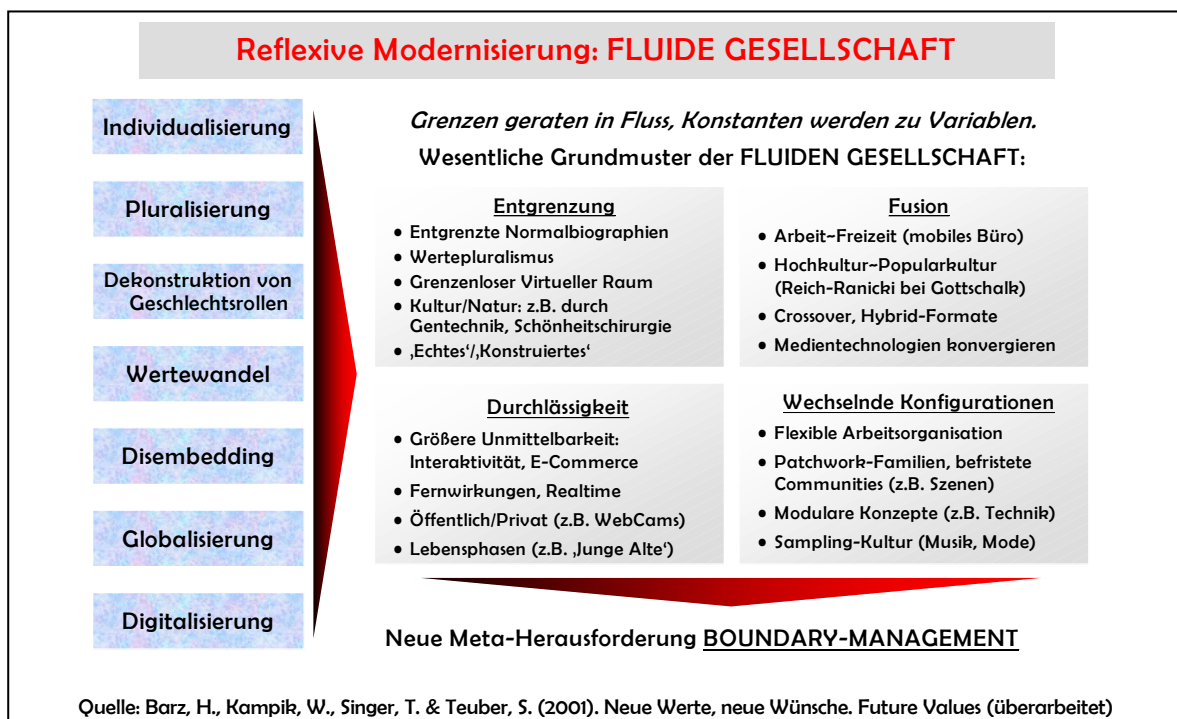 Reflexive Modernisierung: FLUIDE GESELLSCHAFT
Individualisierung
Pluralisierung
Dekonstruktion von
Geschlechtsrollen
Wertewandel
Disembedding
Globalisierung
Digitalisierung
Grenzen geraten in Fluss, Konstanten werden zu Variablen.
Wesentliche Grundmuster der FLUIDEN GESELLSCHAFT:
Entgrenzung
• Entgrenzte Normalbiographien
• Wertepluralismus
• Grenzenloser Virtueller Raum
• Kultur/Natur: z.B. durch
Gentechnik, Schönheitschirurgie
• ‚Echtes‘/‚Konstruiertes‘
Fusion
• Arbeit~Freizeit (mobiles Büro)
• Hochkultur~Popularkultur
(Reich-Ranicki bei Gottschalk)
• Crossover, Hybrid-Formate
• Medientechnologien konvergieren
Durchlässigkeit
• Größere Unmittelbarkeit:
Interaktivität, E-Commerce
• Fernwirkungen, Realtime
• Öffentlich/Privat (z.B. WebCams)
• Lebensphasen (z.B. ‚Junge Alte‘)
Wechselnde Konfigurationen
• Flexible Arbeitsorganisation
• Patchwork-Familien, befristete
Communities (z.B. Szenen)
• Modulare Konzepte (z.B. Technik)
• Sampling-Kultur (Musik, Mode)
Neue Meta-Herausforderung BOUNDARY-MANAGEMENT
Quelle: Barz, H., Kampik, W., Singer, T. & Teuber, S. (2001). Neue Werte, neue Wünsche. Future Values (überarbeitet)